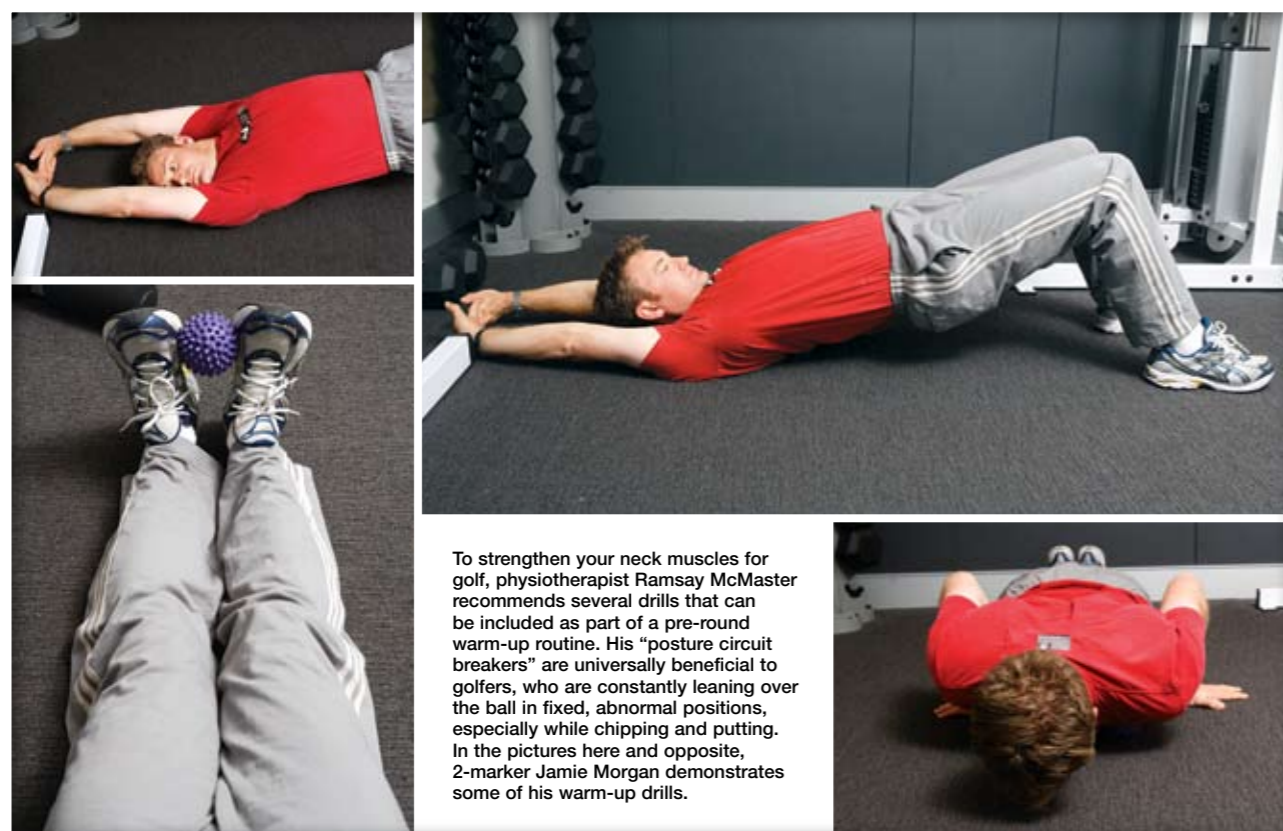 To strengthen your neck muscles for
golf, physiotherapist Ramsay McMaster
recommends several drills that can
be included as part of a pre-round
warm-up routine. His “posture circuit
breakers” are universally beneficial to
golfers, who are constantly leaning over
the ball in fixed, abnormal positions,
especially while chipping and putting.
In the pictures here and opposite,
2-marker Jamie Morgan demonstrates
some of his warm-up drills.